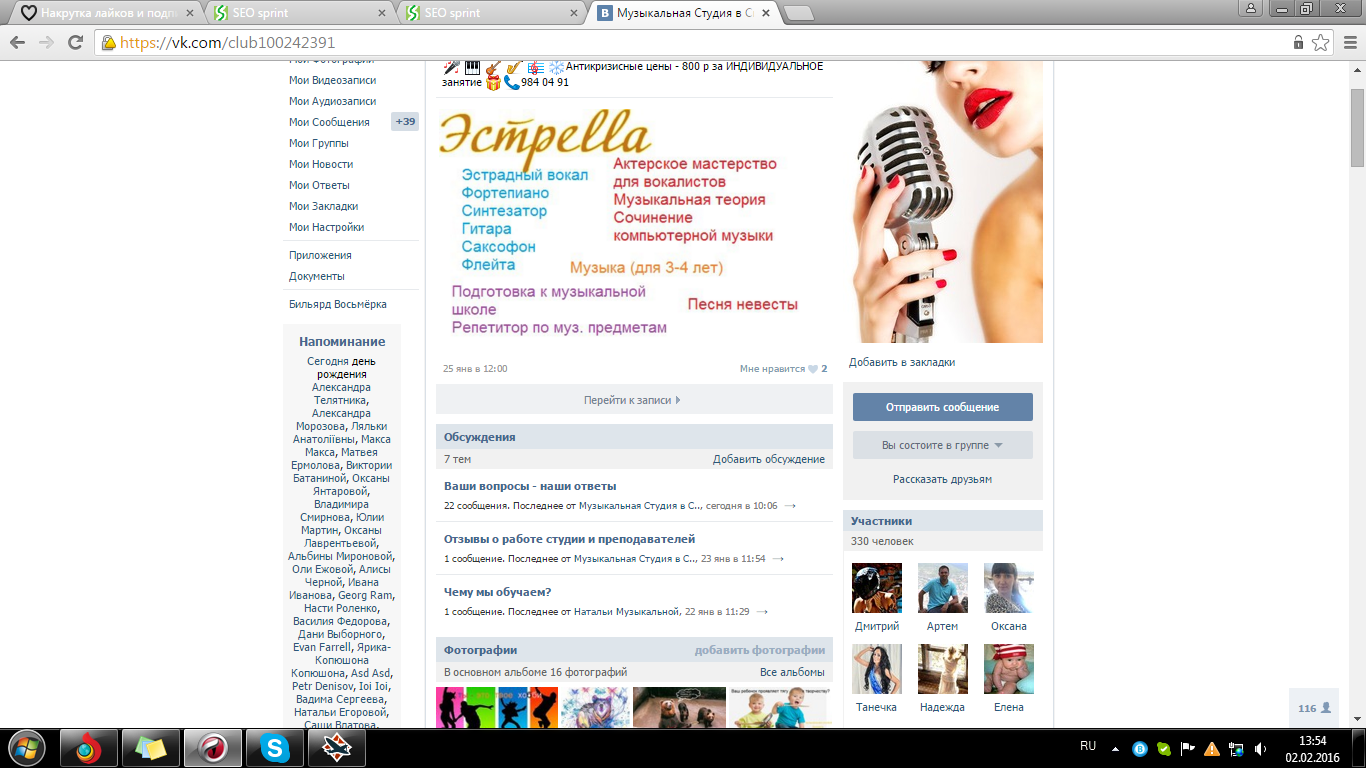 Накрутка лайков и подпи
SEO sprint
SEO sprint
Музыкальная Студия в С
https://vk.com/club100242391
Мои Фотографии
Мои Видеозаписи
Мои Аудиозаписи
Мои Сообщения +39
Мои Группы
Мои Новости
Мои Ответы
Мои Закладки
Мои Настройки
Приложения
Документы
Бильярд Восьмёрка
Напоминание
Сегодня день
рождения
Александра
Телятника,
Александра
Морозова, Ляльки
Анатоліївны, Макса
Макса, Матвея
Ермолова, Виктории
Батаниной, Оксаны
Янтаровой,
Владимира
Смирнова, Юлии
Мартин, Оксаны
Лаврентьевой,
Альбины Мироновой,
Оли Ежовой, Алисы
Черной, Ивана
Иванова, Georg Ram,
Насти Роленко,
Василия Федорова,
Дани Выборного,
Evan Farrell, Ярика-
Копюшона
Копюшона, Asd Asd,
Petr Denisov, Ioi Ioi,
Вадина Сергеева,
Натальи Егоровой,
Саши Влатова,
Антикризисные цены - 800 р за ИНДИВИДУАЛЬНОЕ
занятие 984 04 91
Эстрелла
Эстрадный вокал
Фортепиано
Синтезатор
Гитара
Саксофон
Флейта
Актерское мастерство
для вокалистов
Музыкальная теория
Сочинение
компьютерной музыки
Музыка (для 3-4 лет)
Подготовка к музыкальной
школе
Репетитор по муз. предметам
Песня невесты
25 янв в 12:00
Мне нравится 2
Перейти к записи
Обсуждения
7 тем
Добавить обсуждение
Ваши вопросы - наши ответы
22 сообщения. Последнее от Музыкальная Студия в С.., сегодня в 10:06 →
Отзывы о работе студии и преподавателей
1 сообщение. Последнее от Музыкальная Студия в С.., 23 янв в 11:54 →
Чему мы обучаем?
1 сообщение. Последнее от Натальи Музыкальной, 22 янв в 11:29 →
Фотографии
добавить фотографии
В основном альбоме 16 фотографий
Все альбомы
Добавить в закладки
Отправить сообщение
Вы состоите в группе
Рассказать друзьям
Участники
330 человек
Дмитрий
Артем
Оксана
Танечка
Надежда
Елена
116
RU
13:54
02.02.2016